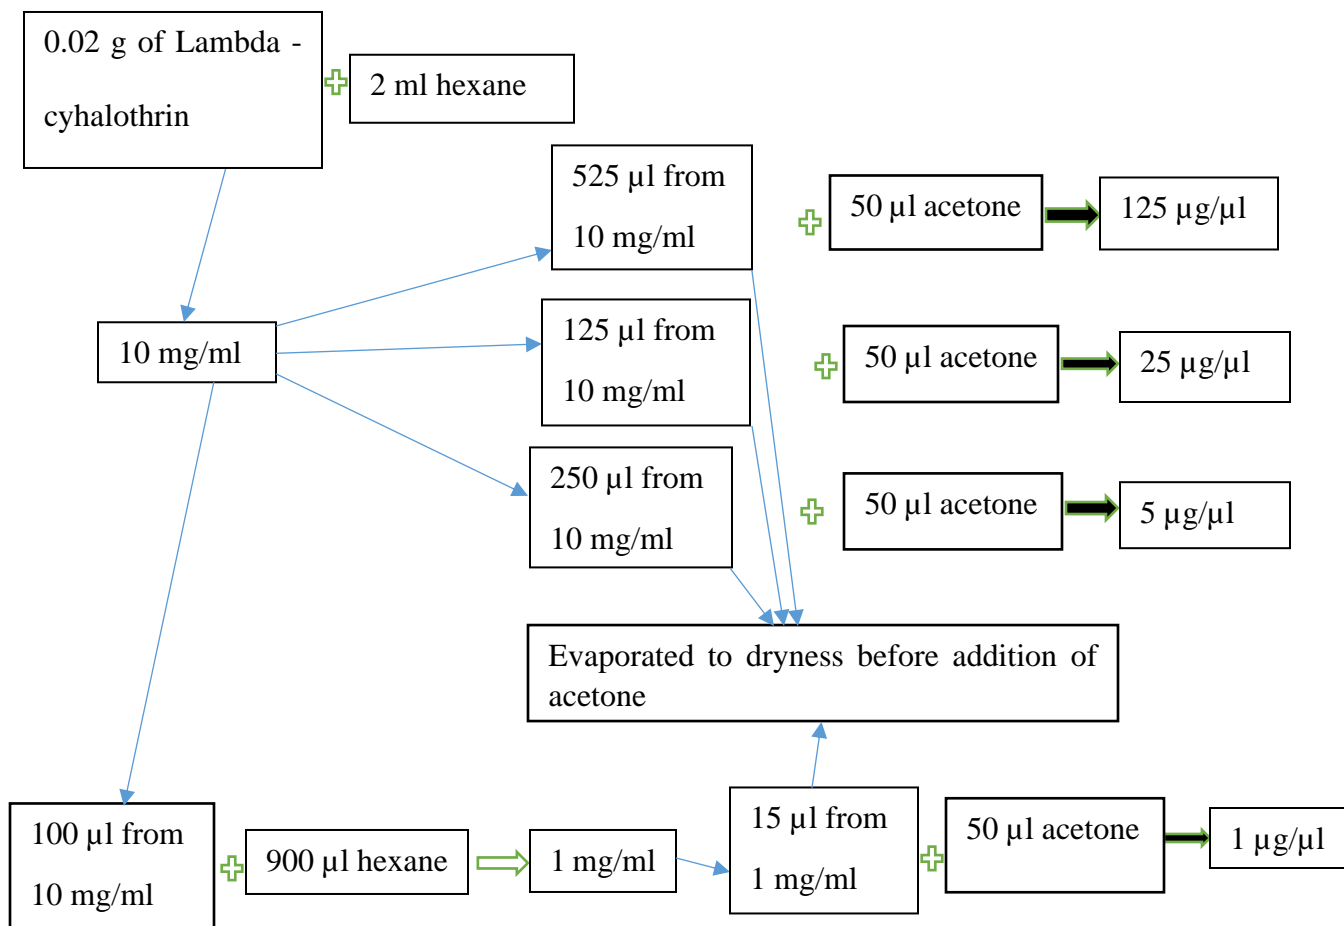 0.02 g of Lambda -
cyhalothrin
2 ml hexane
525 µl from
10 mg/ml
50 µl acetone
125 µg/µl
10 mg/ml
125 µl from
10 mg/ml
50 µl acetone
25 µg/µl
250 µl from
10 mg/ml
50 µl acetone
5 µg/µl
Evaporated to dryness before addition of
acetone
100 µl from
10 mg/ml
900 µl hexane
1 mg/ml
15 µl from
1 mg/ml
50 µl acetone
1 µg/µl